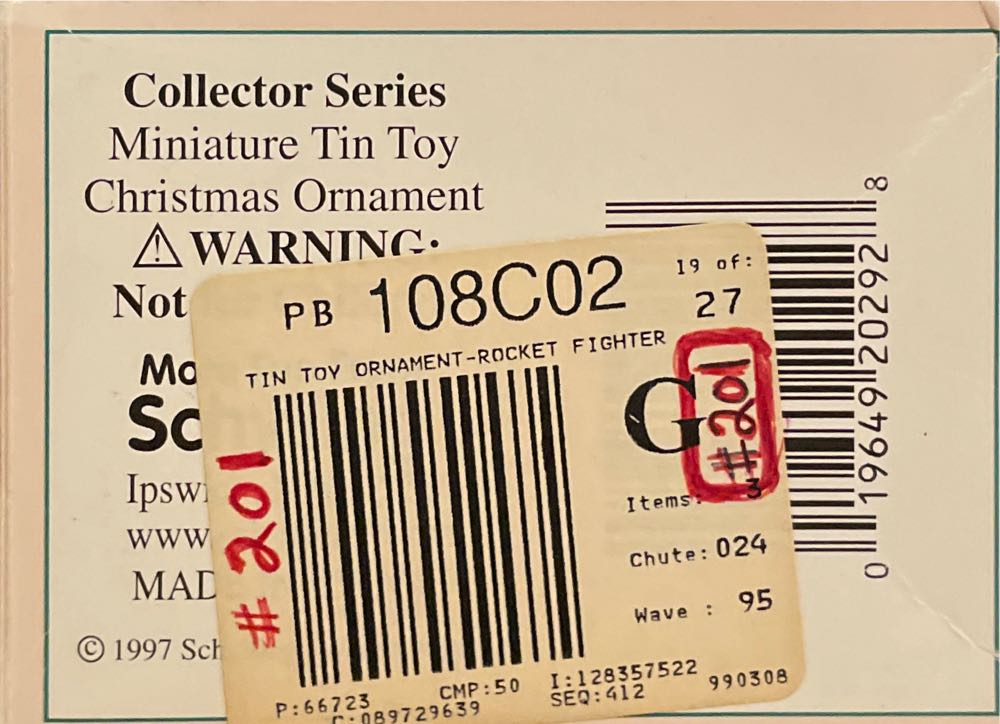 Collector Series
Miniature Tin Toy
Christmas Ornament
⚠ WARNING:
Not
Mo
Sc
Ipswi
www
MAD
© 1997 Sch
PB 108C02
19 of:
27
TIN TOY ORNAMENT-ROCKET FIGHTER
G
#201
#201
Items: 3
Chute: 024
Wave : 95
P:66723
CMP:50
I:128357522
SEQ:412
990308
C:089729639
0 19649 20292 8